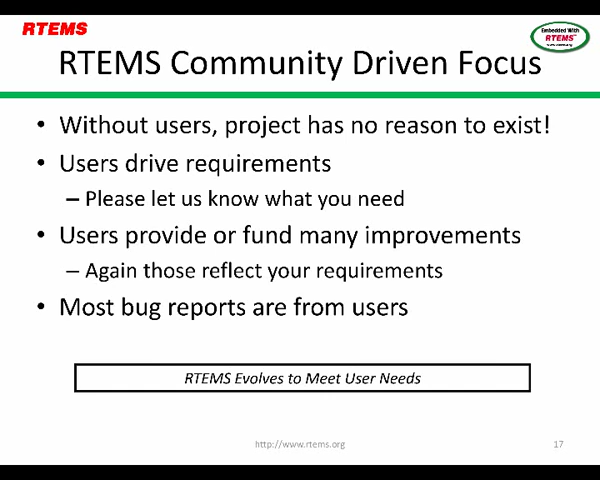 RTEMS
Embedded With
RTEMS
RTEMS Community Driven Focus
• Without users, project has no reason to exist!
• Users drive requirements
– Please let us know what you need
• Users provide or fund many improvements
– Again those reflect your requirements
• Most bug reports are from users
RTEMS Evolves to Meet User Needs
http://www.rtems.org
17